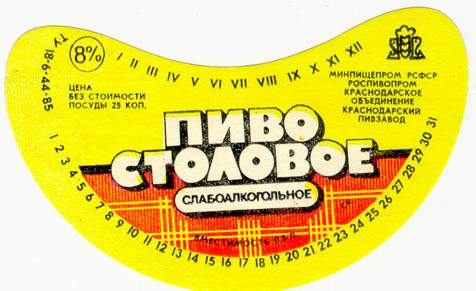 ТУ 18-6-44-85
8%
I II III IV V VI VII VIII IX X XI XII
ЦЕНА
БЕЗ СТОИМОСТИ
ПОСУДЫ 25 КОП.
МИНПИЩЕПРОМ РСФСР
РОСПИВОПРОМ
КРАСНОДАРСКОЕ
ОБЪЕДИНЕНИЕ
КРАСНОДАРСКИЙ
ПИВЗАВОД
ПИВО
СТОЛОВОЕ
СЛАБОАЛКОГОЛЬНОЕ
ВМЕСТИМОСТЬ 0,5 Л
1 2 3 4 5 6 7 8 9 10 11 12 13 14 15 16 17 18 19 20 21 22 23 24 25 26 27 28 29 30 31